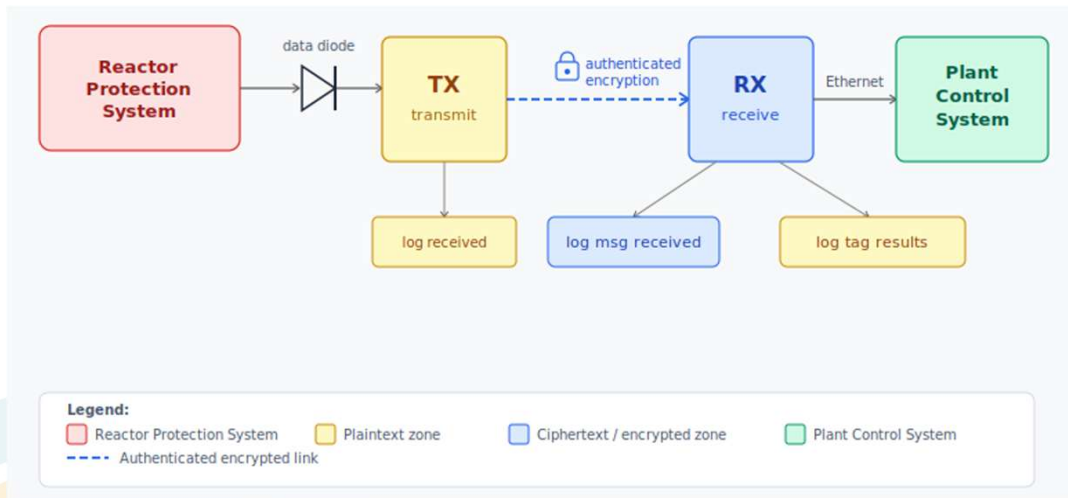 Reactor
Protection
System
data diode
TX
transmit
authenticated
encryption
RX
receive
Ethernet
Plant
Control
System
log received
log msg received
log tag results
Legend:
Reactor Protection System
Plaintext zone
Ciphertext / encrypted zone
Plant Control System
Authenticated encrypted link